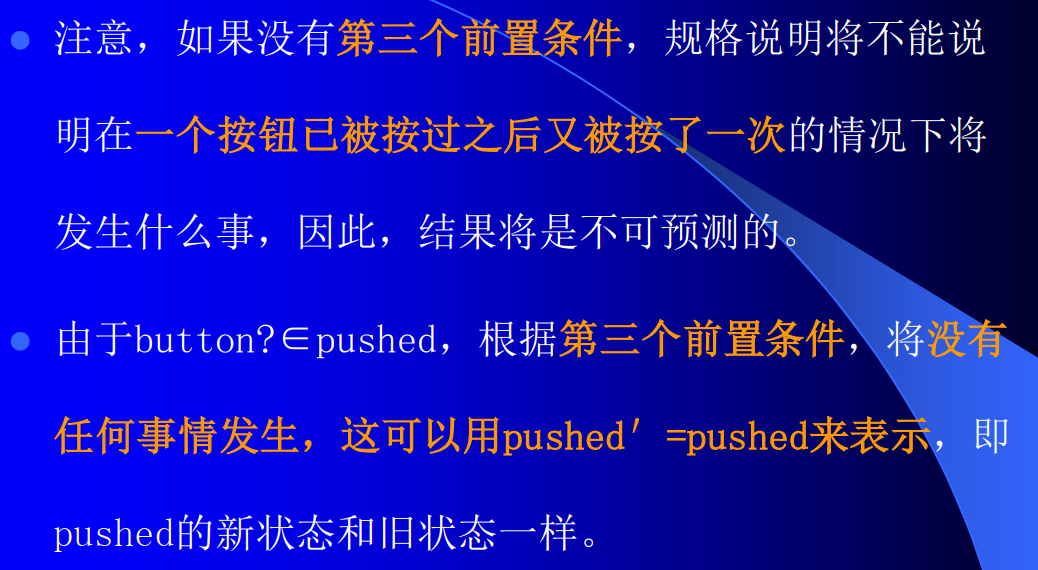 注意，如果没有第三个前置条件，规格说明将不能说
明在一个按钮已被按过之后又被按了一次的情况下将
发生什么事，因此，结果将是不可预测的。
由于button?∈pushed，根据第三个前置条件，将没有
任何事情发生，这可以用pushed′=pushed来表示，即
pushed的新状态和旧状态一样。